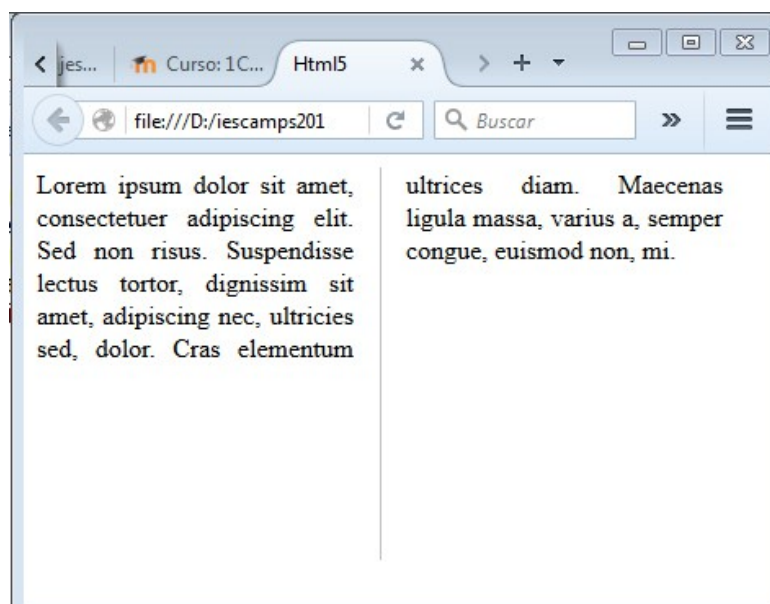 jes...
Curso: 1C...
Html5
file:///D:/iescamps201
Buscar
Lorem ipsum dolor sit amet,
consectetuer adipiscing elit.
Sed non risus. Suspendisse
lectus tortor, dignissim sit
amet, adipiscing nec, ultricies
sed, dolor. Cras elementum
ultrices diam. Maecenas
ligula massa, varius a, semper
congue, euismod non, mi.